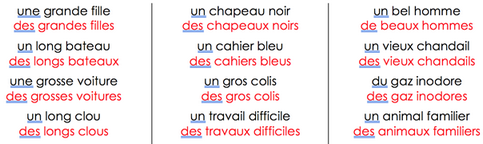 une grande fille
des grandes filles
un long bateau
des longs bateaux
une grosse voiture
des grosses voitures
un long clou
des longs clous
un chapeau noir
des chapeaux noirs
un cahier bleu
des cahiers bleus
un gros colis
des gros colis
un travail difficile
des travaux difficiles
un bel homme
de beaux hommes
un vieux chandail
des vieux chandails
du gaz inodore
des gaz inodores
un animal familier
des animaux familiers